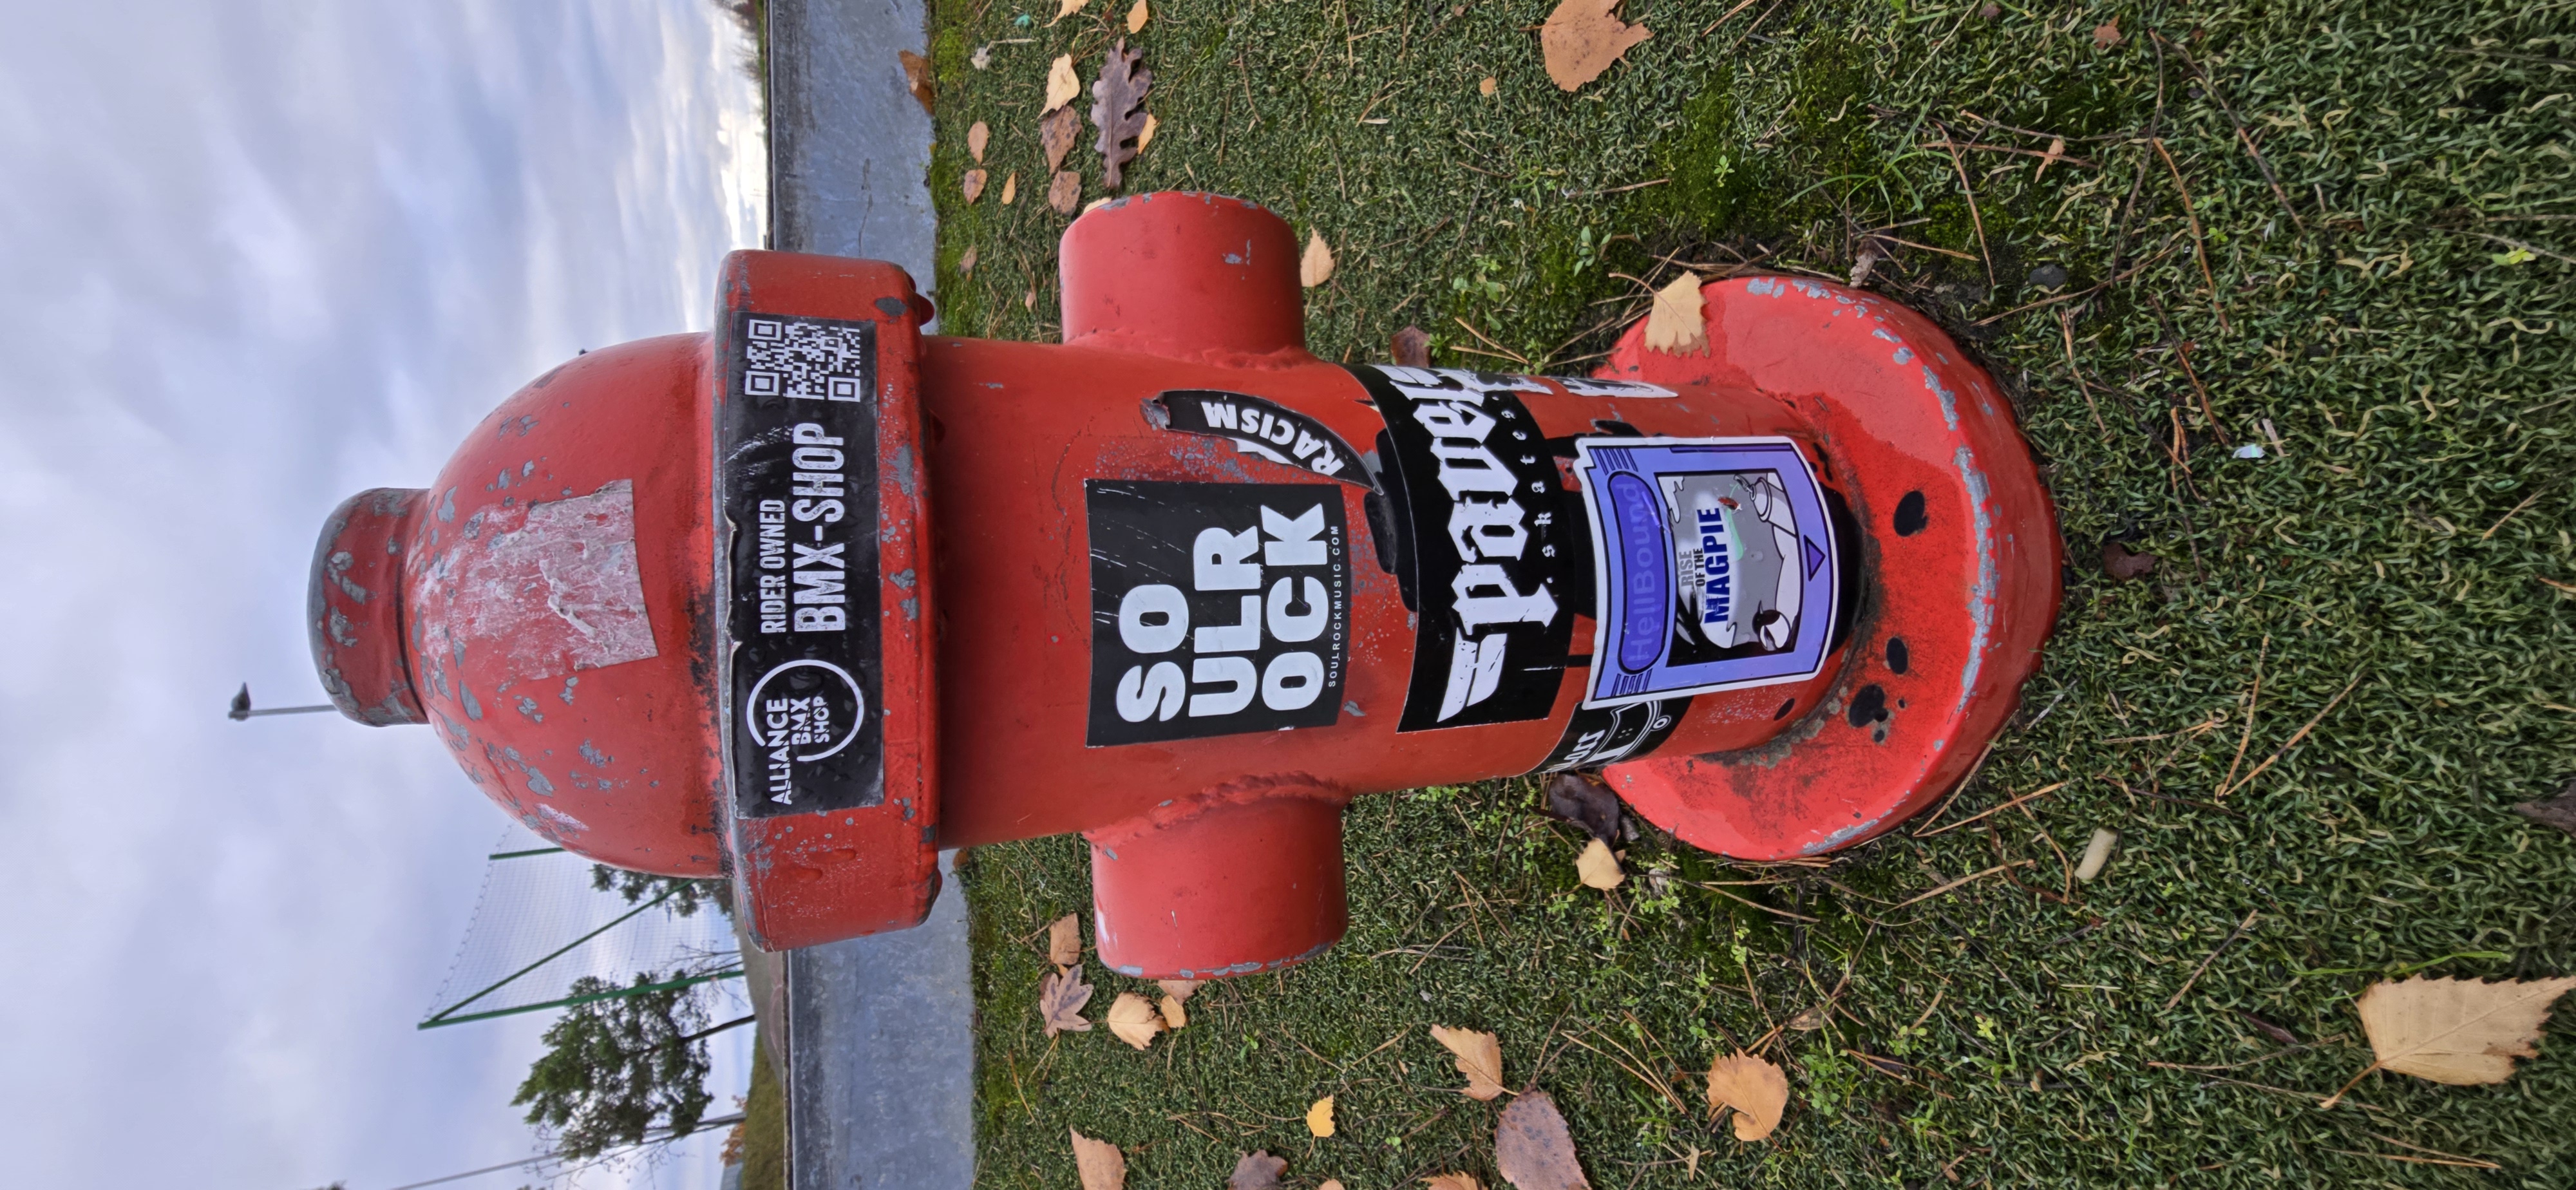 ALLIANCE
BMX
SHOP
RIDER OWNED
BMX-SHOP
SO
ULR
OCK
SOULROCKMUSIC.COM
RACISM
pavel
.skates.
HellBound
RISE
OF THE
MAGPIE